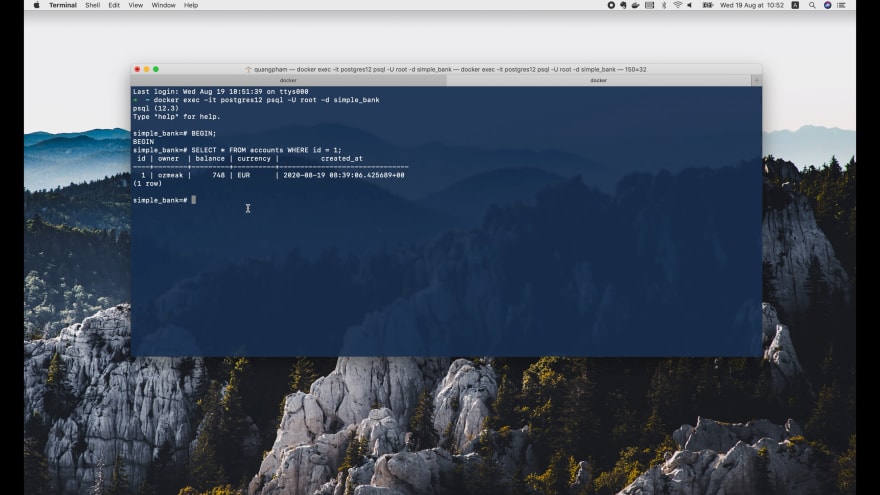 Terminal Shell Edit View Window Help Wed 19 Aug at 10:52 A
quangpham — docker exec -it postgres12 psql -U root -d simple_bank — docker exec -it postgres12 psql -U root -d simple_bank — 150×32
docker docker +
Last login: Wed Aug 19 10:51:39 on ttys000
~ docker exec -it postgres12 psql -U root -d simple_bank
psql (12.3)
Type "help" for help.
simple_bank=# BEGIN;
BEGIN
simple_bank=# SELECT * FROM accounts WHERE id = 1;
id | owner | balance | currency | created_at
----+--------+---------+----------+-------------------------------
1 | ozmeak | 748 | EUR | 2020-08-19 08:39:06.425689+00
(1 row)
simple_bank=#